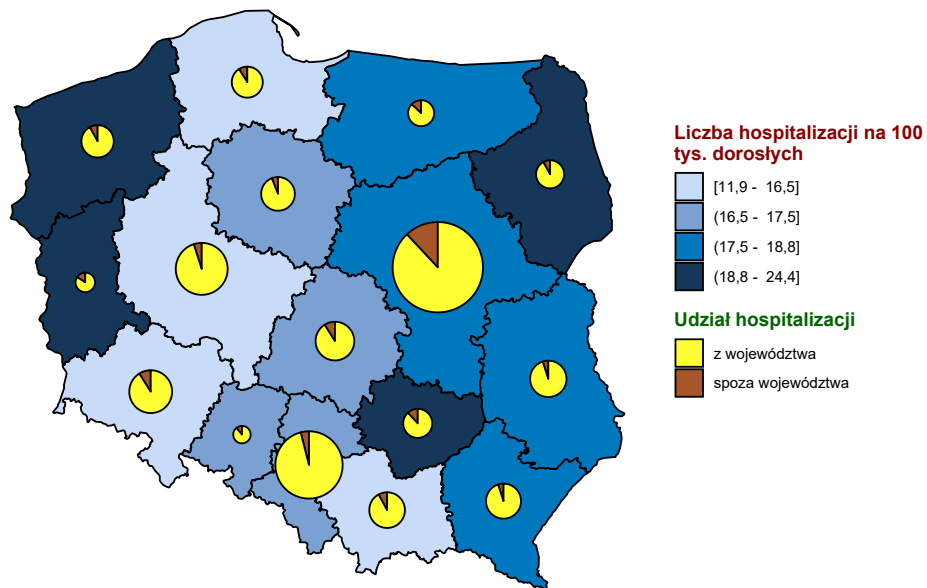 Liczba hospitalizacji na 100
tys. dorosłych
[11,9 - 16,5]
(16,5 - 17,5]
(17,5 - 18,8]
(18,8 - 24,4]
Udział hospitalizacji
z województwa
spoza województwa